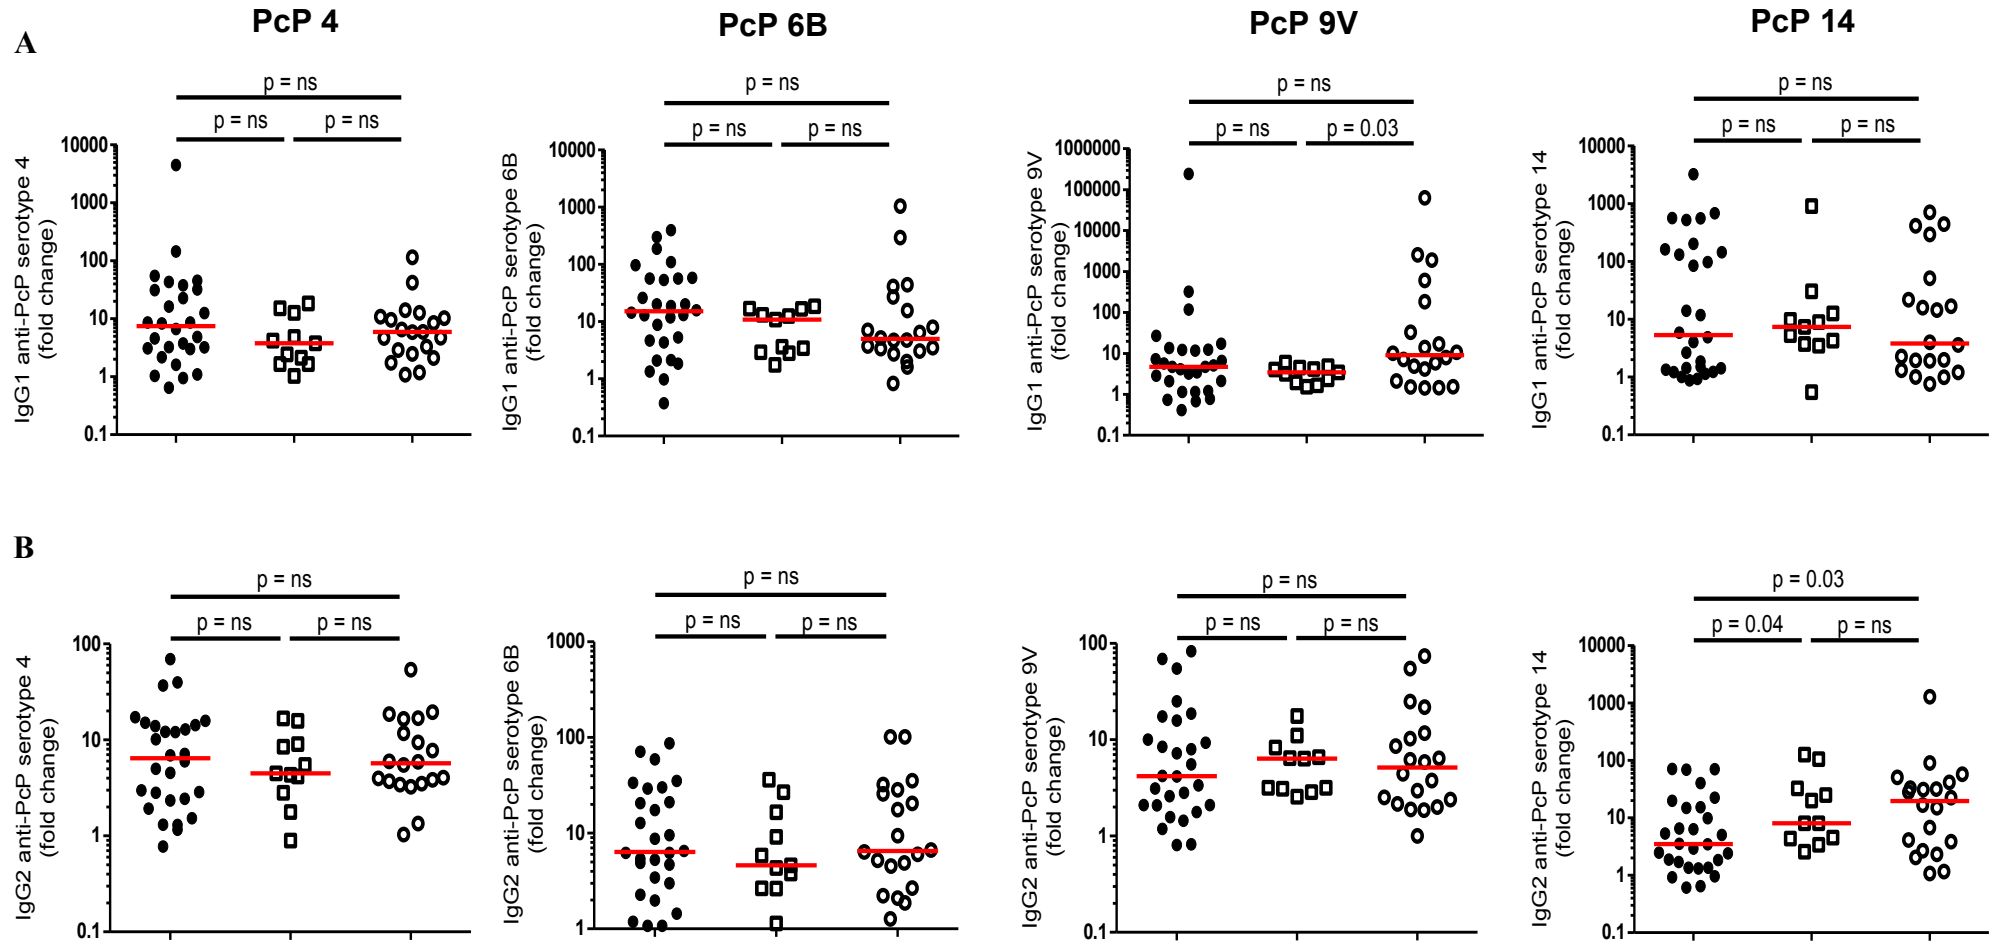 PcP 4
PcP 6B
PcP 9V
PcP 14
A
p = ns
p = ns
p = ns
IgG1 anti-PcP serotype 4
(fold change)
10000
1000
100
10
1
0.1
p = ns
p = ns
p = ns
IgG1 anti-PcP serotype 6B
(fold change)
10000
1000
100
10
1
0.1
p = ns
p = ns
p = 0.03
IgG1 anti-PcP serotype 9V
(fold change)
1000000
100000
10000
1000
100
10
1
0.1
p = ns
p = ns
p = ns
IgG1 anti-PcP serotype 14
(fold change)
10000
1000
100
10
1
0.1
B
p = ns
p = ns
p = ns
IgG2 anti-PcP serotype 4
(fold change)
100
10
1
0.1
p = ns
p = ns
p = ns
IgG2 anti-PcP serotype 6B
(fold change)
1000
100
10
1
p = ns
p = ns
p = ns
IgG2 anti-PcP serotype 9V
(fold change)
100
10
1
0.1
p = 0.03
p = 0.04
p = ns
IgG2 anti-PcP serotype 14
(fold change)
10000
1000
100
10
1
0.1